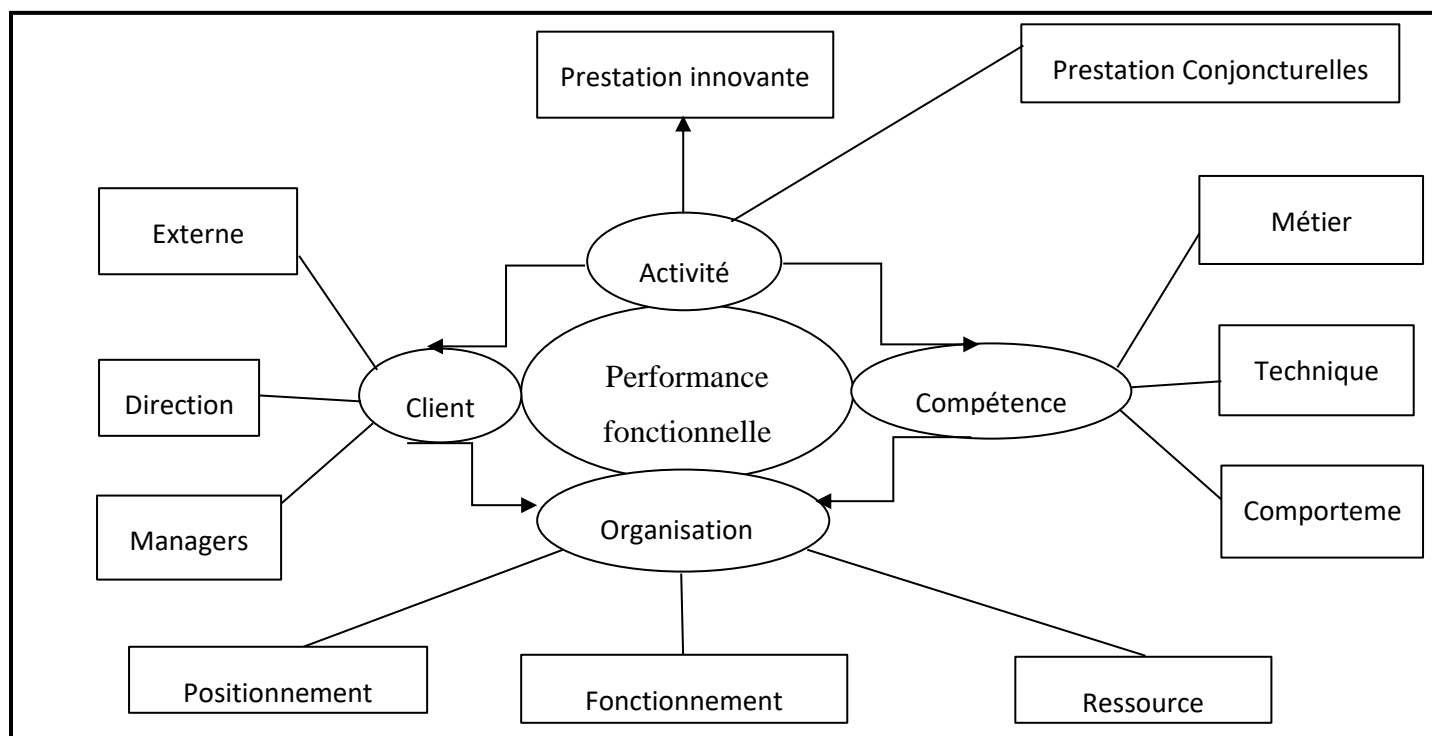 Prestation innovante
Prestation Conjoncturelles
Externe
Métier
Activité
Direction
Client
Performance
fonctionnelle
Compétence
Technique
Managers
Organisation
Comporteme
Positionnement
Fonctionnement
Ressource